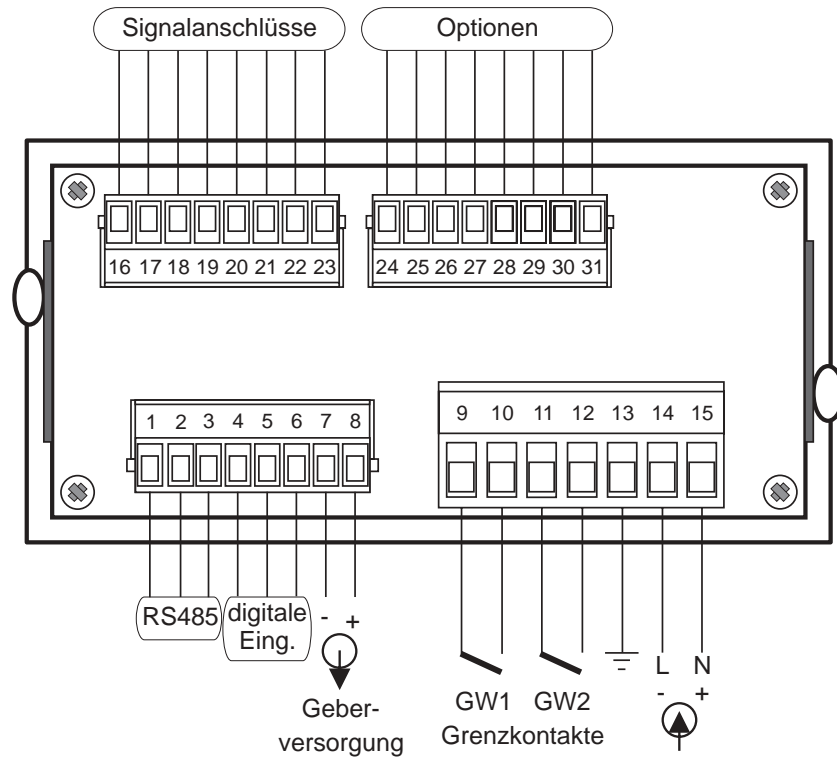 Signalanschlüsse Optionen
16 17 18 19 20 21 22 23 24 25 26 27 28 29 30 31
1 2 3 4 5 6 7 8 9 10 11 12 13 14 15
RS485 digitale
Eing.
- +
Geber-
versorgung
GW1 GW2
Grenzkontakte
L N
- +